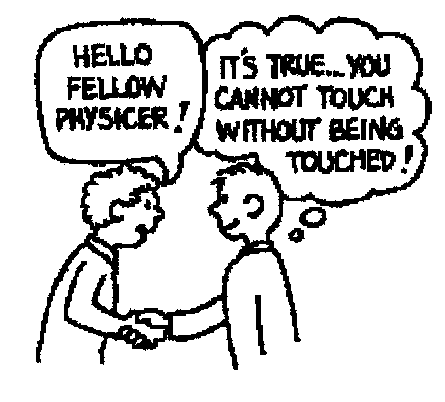 HELLO
FELLOW
PHYSICER!
IT'S TRUE... YOU
CANNOT TOUCH
WITHOUT BEING
TOUCHED!